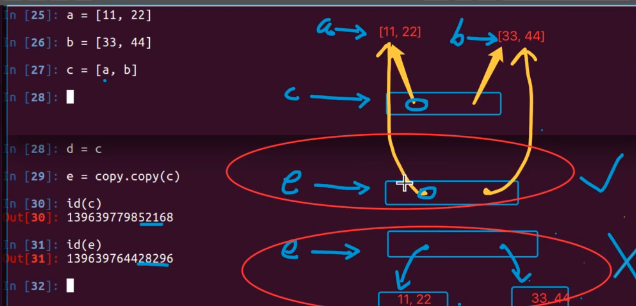 In [25]: a = [11, 22]
In [26]: b = [33, 44]
In [27]: c = [a, b]
In [28]:
a [11, 22] b [33, 44]
c
In [28]: d = c
In [29]: e = copy.copy(c)
In [30]: id(c)
Out[30]: 139639779852168
In [31]: id(e)
Out[31]: 139639764428296
In [32]:
e
e
11, 22 33, 44